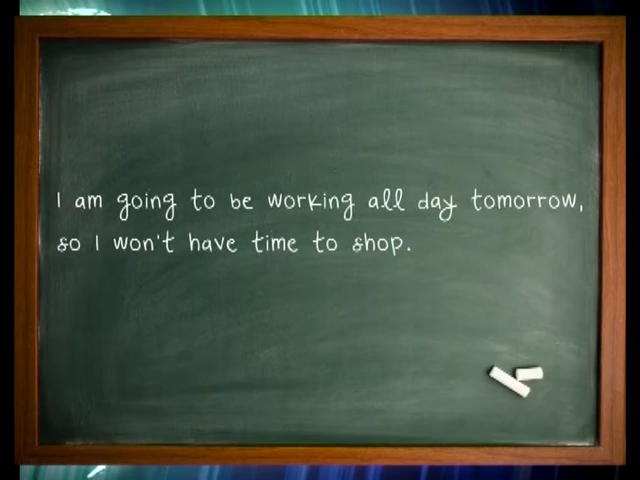 I am going to be working all day tomorrow,
so I won't have time to shop.